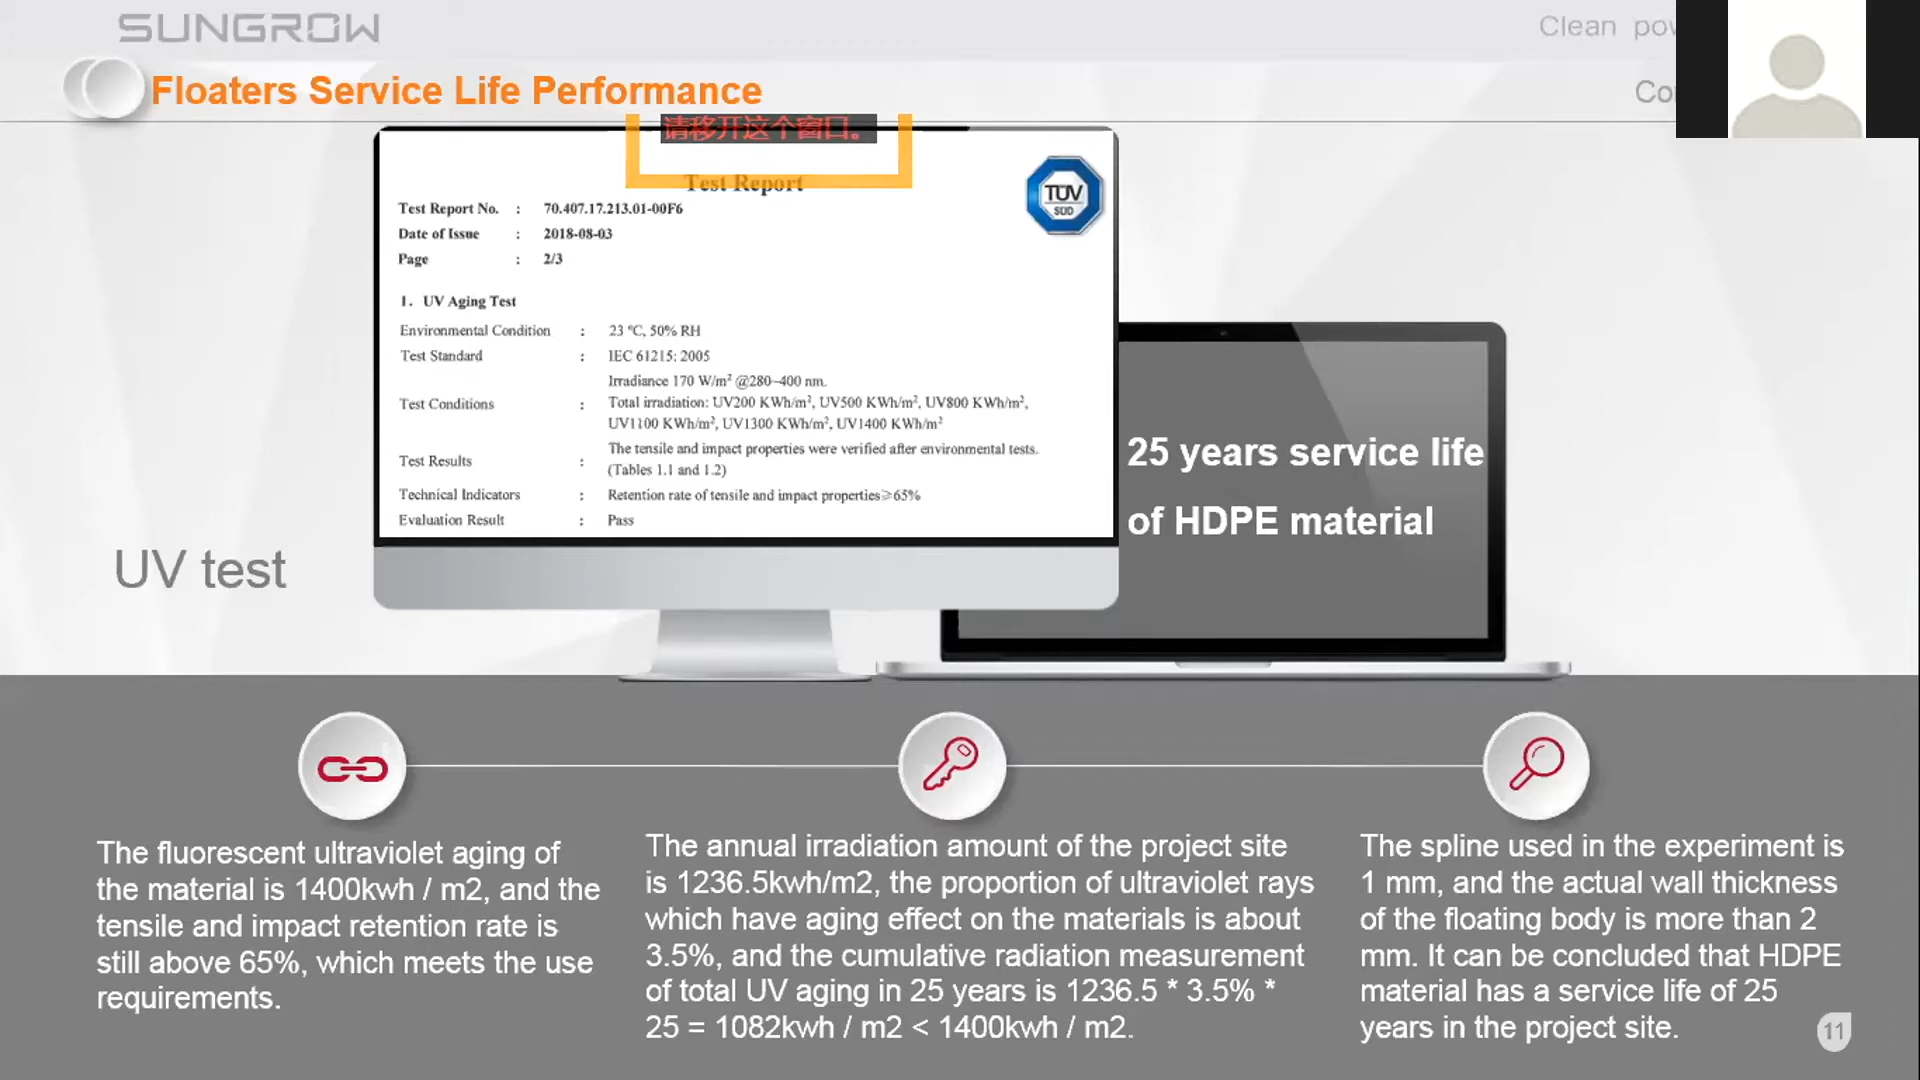 SUNGROW
Clean
Floaters Service Life Performance
请移开这个窗口。
Test Report
Test Report No. : 70.407.17.213.01-00F6
Date of Issue : 2018-08-03
Page : 2/3
TÜV
SÜD
1. UV Aging Test
Environmental Condition : 23 ℃, 50% RH
Test Standard : IEC 61215: 2005
Irradiance 170 W/m² @280~400 nm.
Test Conditions : Total irradiation: UV200 KWh/m², UV500 KWh/m², UV800 KWh/m²,
UV1100 KWh/m², UV1300 KWh/m², UV1400 KWh/m²
The tensile and impact properties were verified after environmental tests.
Test Results : (Tables 1.1 and 1.2)
Technical Indicators : Retention rate of tensile and impact properties≥65%
Evaluation Result : Pass
25 years service life
of HDPE material
UV test
The fluorescent ultraviolet aging of
the material is 1400kwh / m2, and the
tensile and impact retention rate is
still above 65%, which meets the use
requirements.
The annual irradiation amount of the project site
is 1236.5kwh/m2, the proportion of ultraviolet rays
which have aging effect on the materials is about
3.5%, and the cumulative radiation measurement
of total UV aging in 25 years is 1236.5 * 3.5% *
25 = 1082kwh / m2 < 1400kwh / m2.
The spline used in the experiment is
1 mm, and the actual wall thickness
of the floating body is more than 2
mm. It can be concluded that HDPE
material has a service life of 25
years in the project site.
11